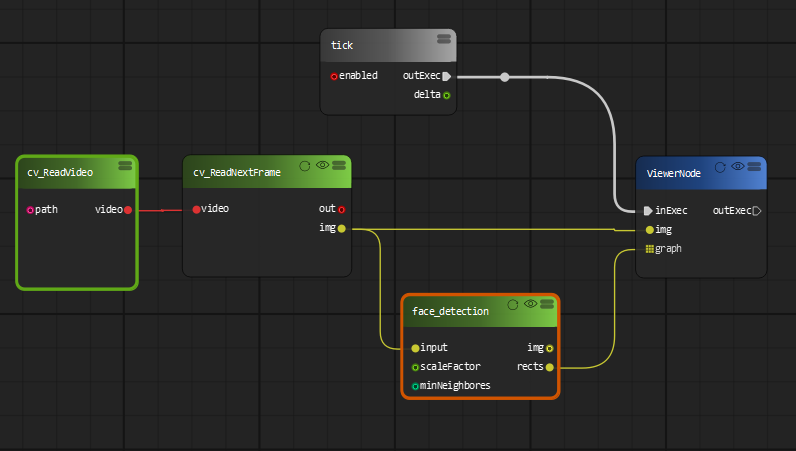 tick
enabled outExec
delta
cv_ReadVideo
path video
cv_ReadNextFrame
video out
img
ViewerNode
inExec outExec
img
graph
face_detection
input img
scaleFactor rects
minNeighbores